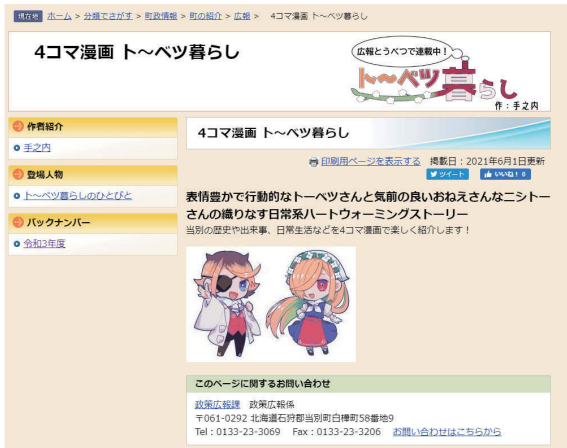 現在地 ホーム > 分類でさがす > 町政情報 > 町の紹介 > 広報 > 4コマ漫画 ト～ベツ暮らし
4コマ漫画 ト～ベツ暮らし
広報とうべつで連載中！
ト～ベツ暮らし
作：手之内
作者紹介
手之内
登場人物
ト～ベツ暮らしのひとびと
バックナンバー
令和3年度
4コマ漫画 ト～ベツ暮らし
印刷用ページを表示する 掲載日：2021年6月1日更新
ツイート いいね！ 0
表情豊かで行動的なトーベツさんと気前の良いおねえさんなニシトー
さんの織りなす日常系ハートウォーミングストーリー
当別の歴史や出来事、日常生活などを4コマ漫画で楽しく紹介します！
このページに関するお問い合わせ
政策広報課 政策広報係
〒061-0292 北海道石狩郡当別町白樺町58番地9
Tel：0133-23-3069 Fax：0133-23-3206 お問い合わせはこちらから